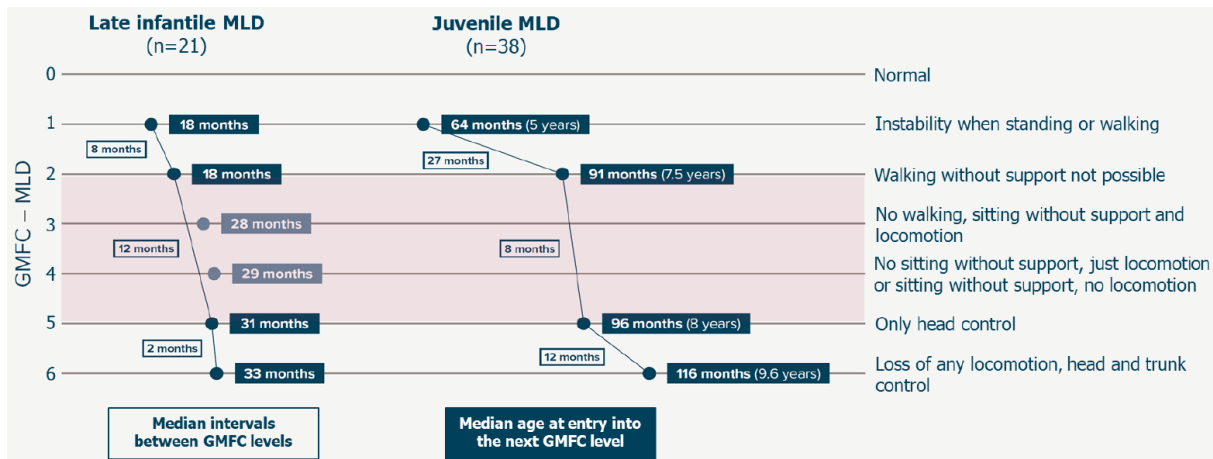 Late infantile MLD
(n=21)
Juvenile MLD
(n=38)
GMFC – MLD
0
Normal
1
18 months
64 months (5 years)
Instability when standing or walking
8 months
27 months
2
18 months
91 months (7.5 years)
Walking without support not possible
3
28 months
No walking, sitting without support and
locomotion
12 months
8 months
4
29 months
No sitting without support, just locomotion
or sitting without support, no locomotion
5
31 months
96 months (8 years)
Only head control
2 months
12 months
6
33 months
116 months (9.6 years)
Loss of any locomotion, head and trunk
control
Median intervals
between GMFC levels
Median age at entry into
the next GMFC level